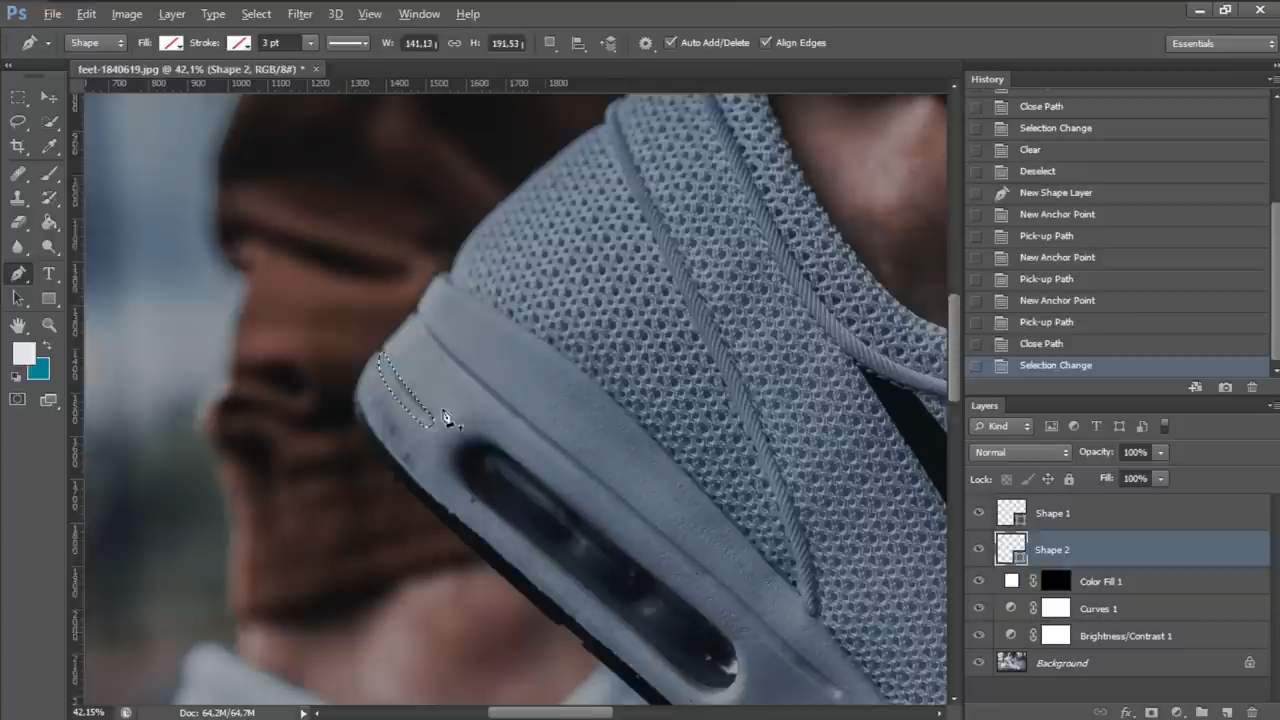 Ps File Edit Image Layer Type Select Filter 3D View Window Help
Shape Fill: Stroke: 3 pt W: 141,13 H: 191,53 Auto Add/Delete Align Edges Essentials
feet-1840619.jpg @ 42,1% (Shape 2, RGB/8#) * ×
700 800 900 1000 1100 1200 1300 1400 1500 1600 1700 1800
History
Close Path
Selection Change
Clear
Deselect
New Shape Layer
New Anchor Point
Pick-up Path
New Anchor Point
Pick-up Path
New Anchor Point
Pick-up Path
Close Path
Selection Change
Layers
Kind
Normal Opacity: 100%
Lock: Fill: 100%
Shape 1
Shape 2
Color Fill 1
Curves 1
Brightness/Contrast 1
Background
42,15% Doc: 64,2M/64,7M